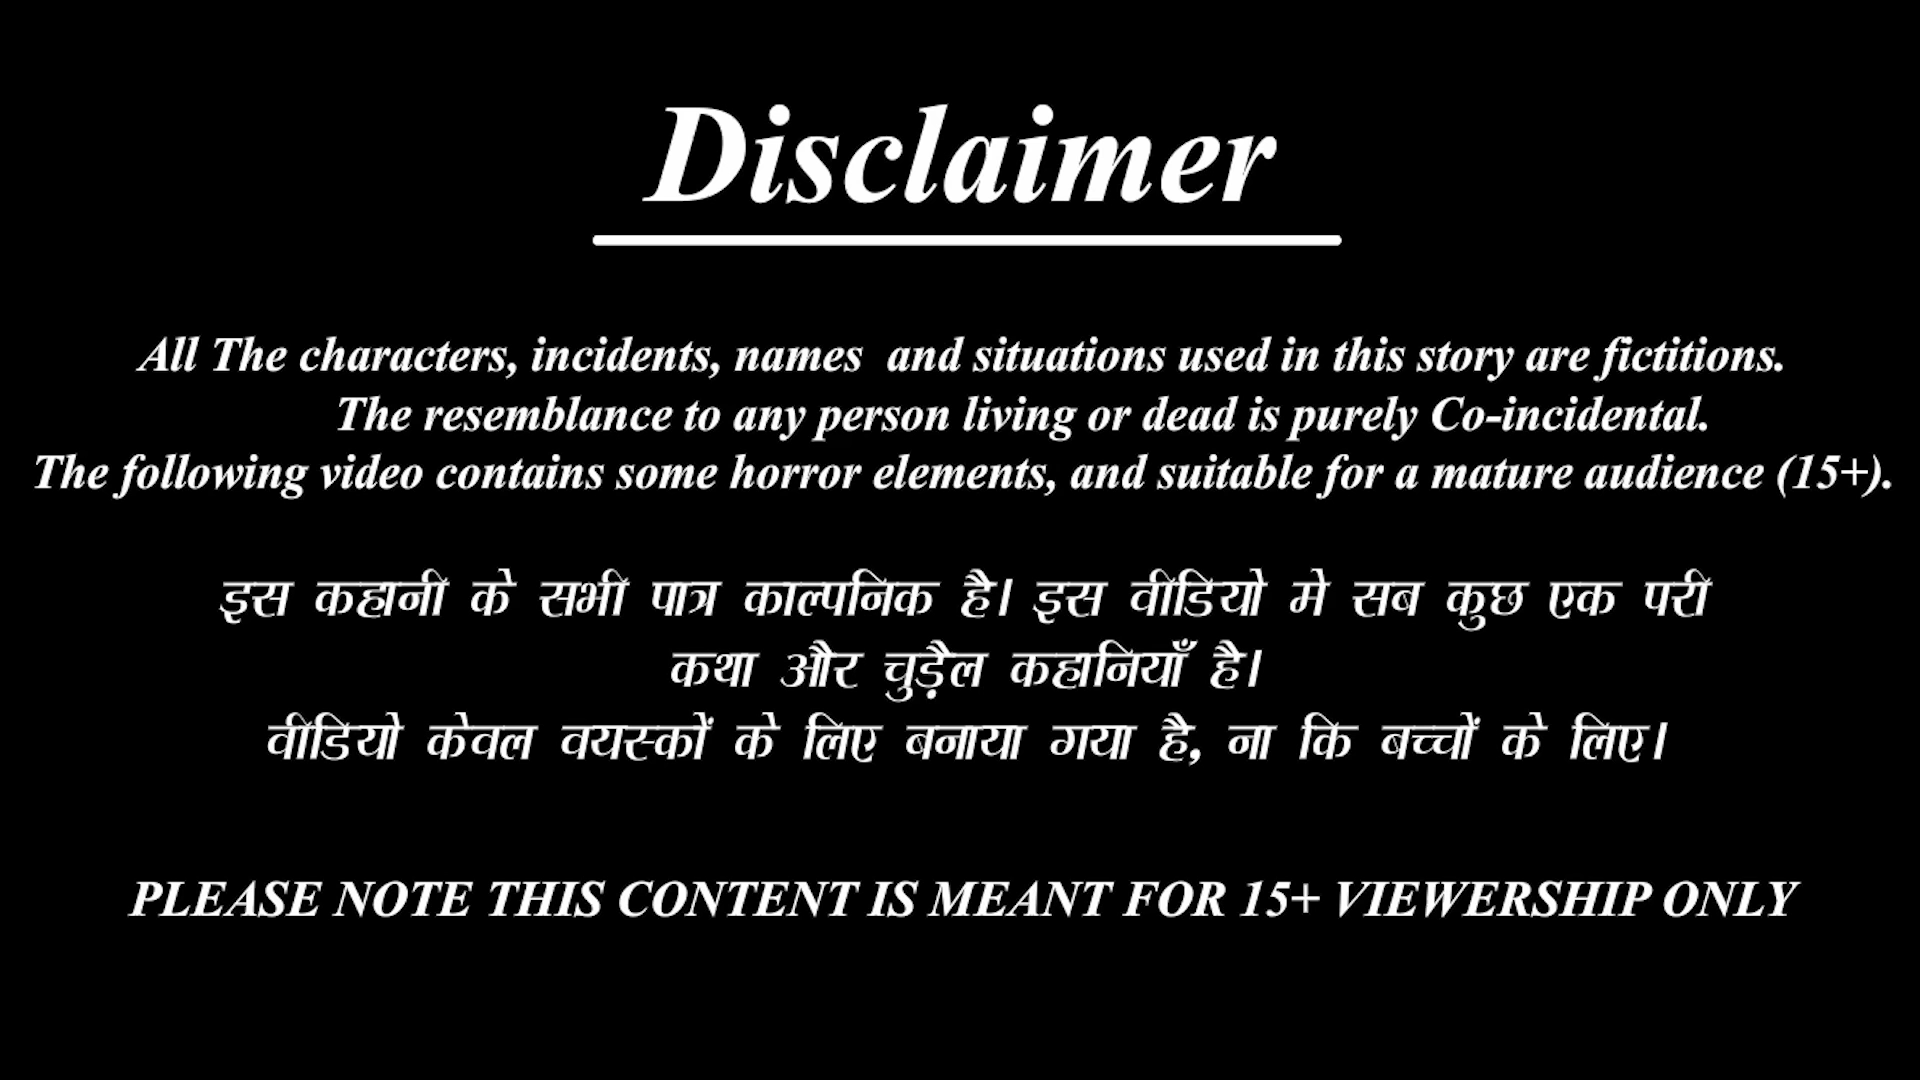 Disclaimer
All The characters, incidents, names and situations used in this story are fictitions.
The resemblance to any person living or dead is purely Co-incidental.
The following video contains some horror elements, and suitable for a mature audience (15+).
इस कहानी के सभी पात्र काल्पनिक है। इस वीडियो मे सब कुछ एक परी
कथा और चुड़ैल कहानियाँ है।
वीडियो केवल वयस्कों के लिए बनाया गया है, ना कि बच्चों के लिए।
PLEASE NOTE THIS CONTENT IS MEANT FOR 15+ VIEWERSHIP ONLY